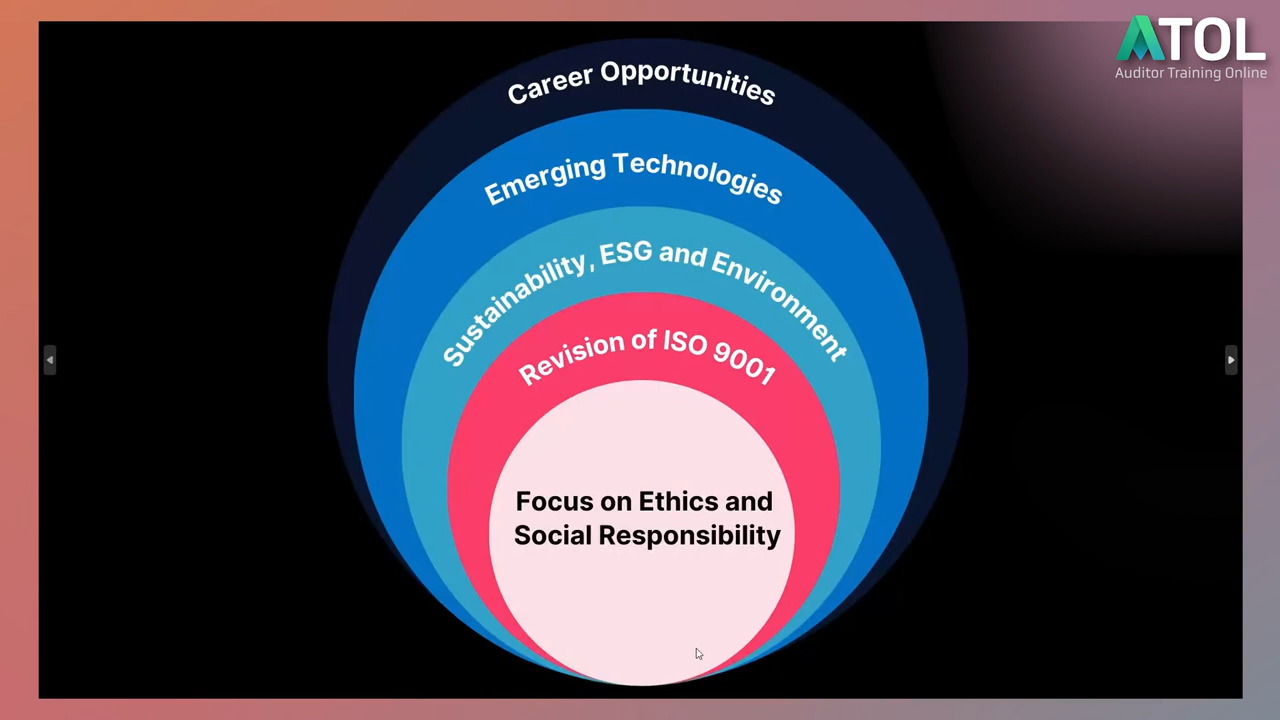 ATOL
Auditor Training Online
Career Opportunities
Emerging Technologies
Sustainability, ESG and Environment
Revision of ISO 9001
Focus on Ethics and
Social Responsibility